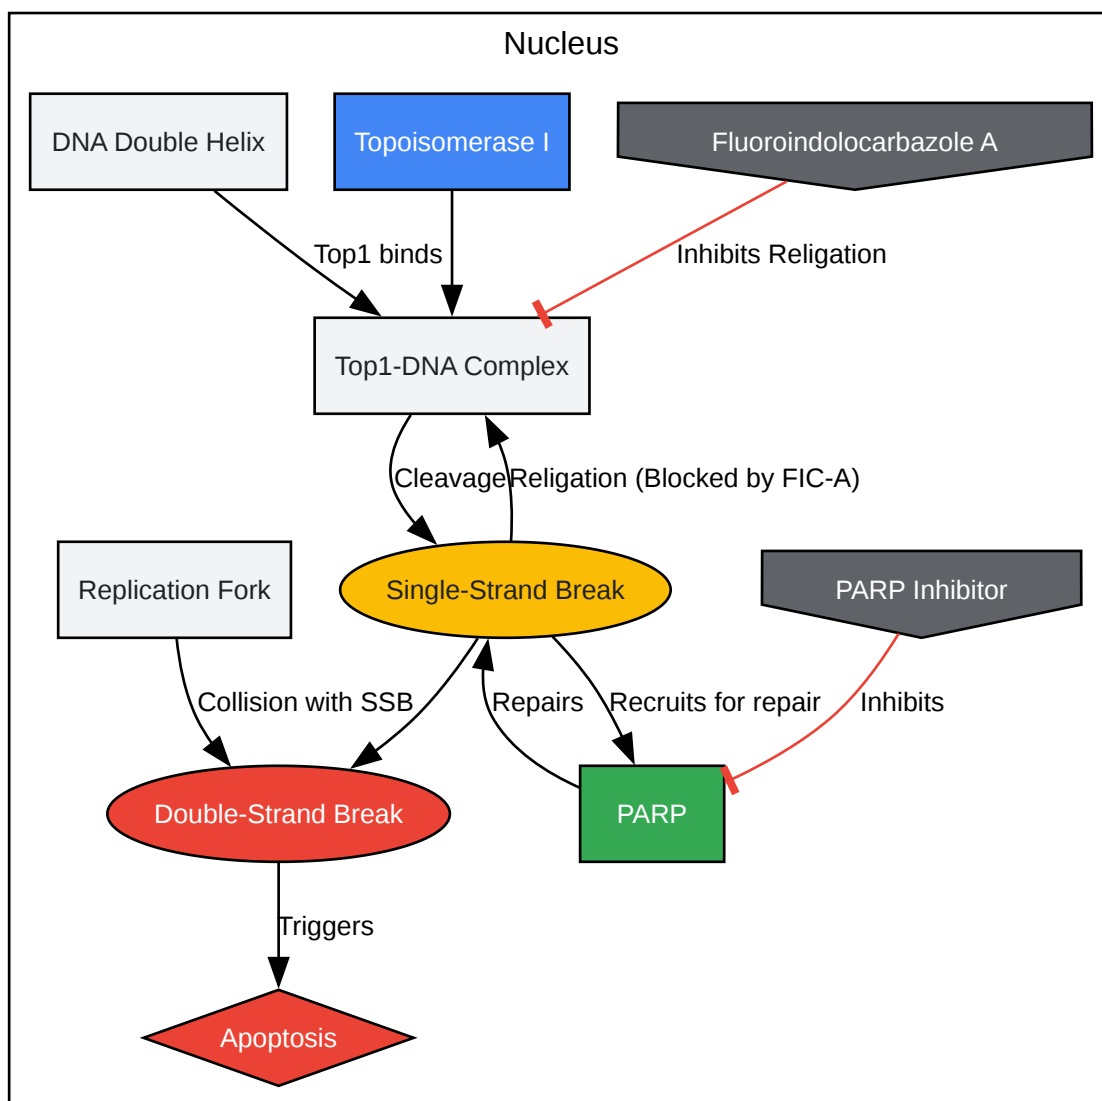 Nucleus
DNA Double Helix
Topoisomerase I
Fluoroindolocarbazole A
Top1 binds
Inhibits Religation
Top1-DNA Complex
Cleavage
Religation (Blocked by FIC-A)
Replication Fork
Single-Strand Break
PARP Inhibitor
Collision with SSB
Repairs
Recruits for repair
Inhibits
Double-Strand Break
PARP
Triggers
Apoptosis